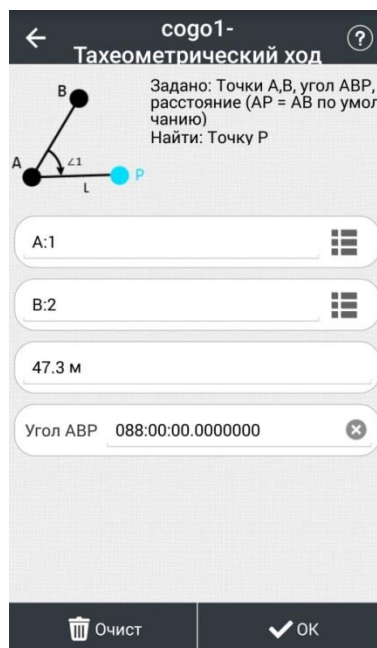 cogo1-
Тахеометрический ход
?
Задано: Точки A,B, угол ABP,
расстояние (AP = AB по умол
чанию)
Найти: Точку P
B
A
∠1
P
L
A:1
B:2
47.3 м
Угол ABP 088:00:00.0000000
Очист
OK